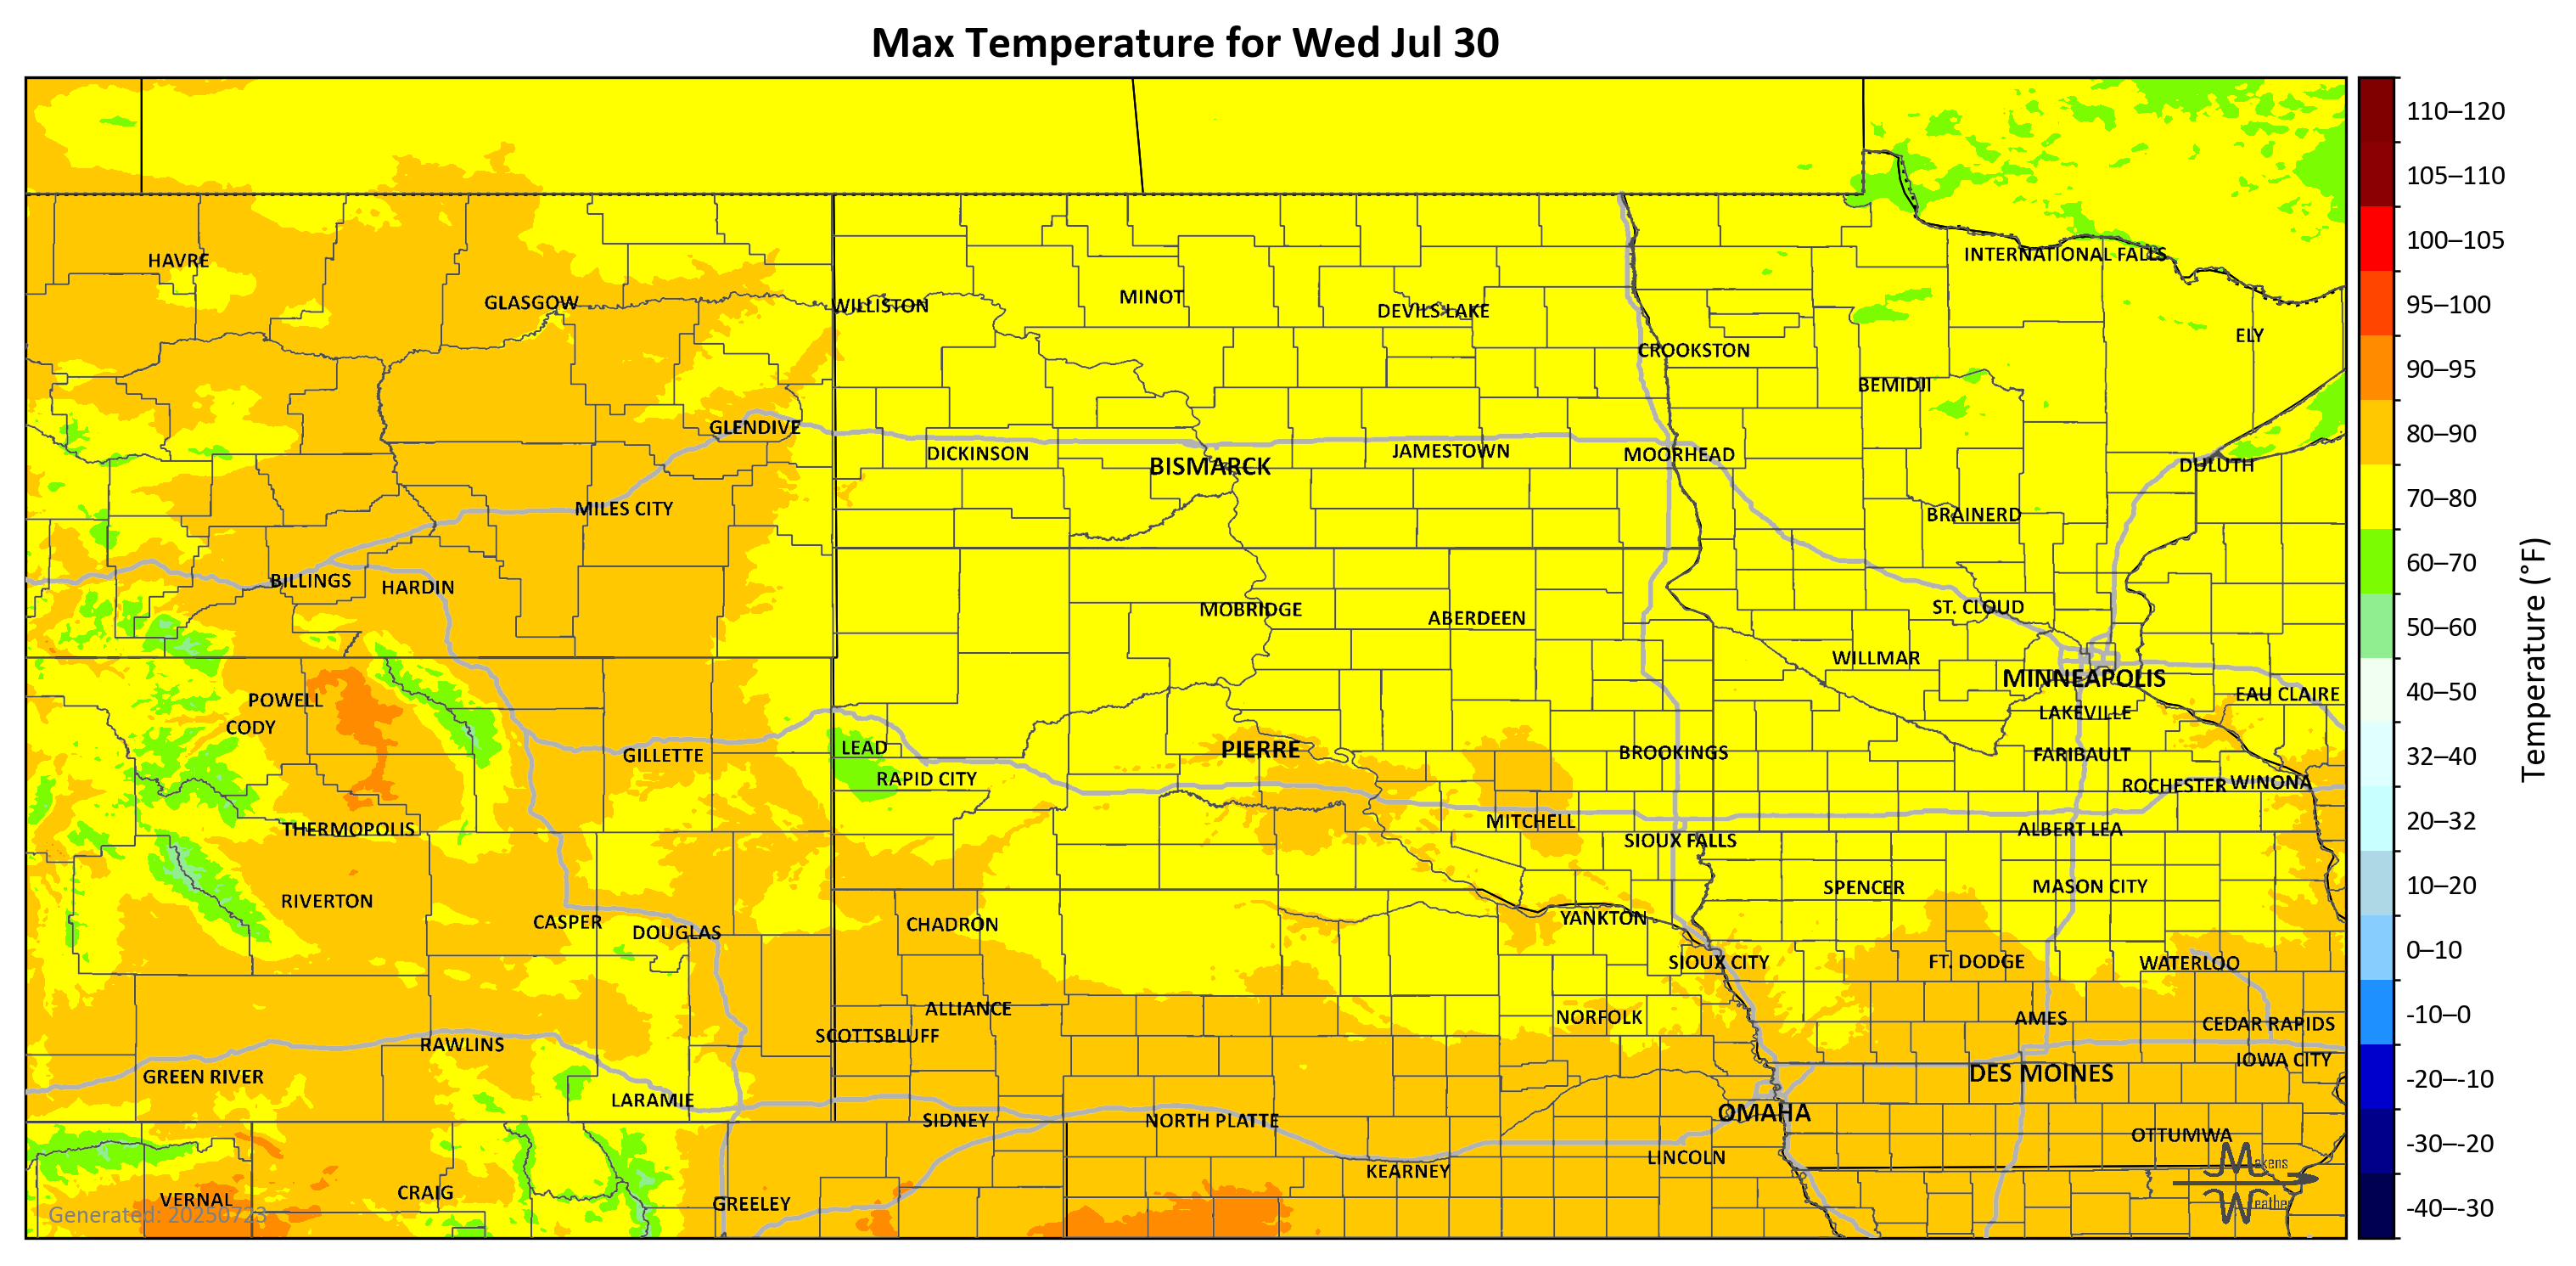 Max Temperature for Wed Jul 30
HAVRE
GLASGOW
WILLISTON
MINOT
DEVILS LAKE
INTERNATIONAL FALLS
CROOKSTON
ELY
BEMIDJI
GLENDIVE
DICKINSON
BISMARCK
JAMESTOWN
MOORHEAD
DULUTH
MILES CITY
BRAINERD
BILLINGS
HARDIN
MOBRIDGE
ABERDEEN
ST. CLOUD
WILLMAR
MINNEAPOLIS
POWELL
EAU CLAIRE
CODY
LAKEVILLE
GILLETTE
LEAD
PIERRE
BROOKINGS
FARIBAULT
RAPID CITY
ROCHESTER
WINONA
THERMOPOLIS
MITCHELL
SIOUX FALLS
ALBERT LEA
RIVERTON
SPENCER
MASON CITY
CASPER
DOUGLAS
CHADRON
YANKTON
SIOUX CITY
FT. DODGE
WATERLOO
ALLIANCE
NORFOLK
AMES
CEDAR RAPIDS
SCOTTSBLUFF
RAWLINS
IOWA CITY
GREEN RIVER
DES MOINES
LARAMIE
SIDNEY
NORTH PLATTE
OMAHA
OTTUMWA
KEARNEY
LINCOLN
VERNAL
CRAIG
GREELEY
Generated: 20250723
Makens
Weather
110–120
105–110
100–105
95–100
90–95
80–90
70–80
60–70
50–60
40–50
32–40
20–32
10–20
0–10
-10–0
-20–-10
-30–-20
-40–-30
Temperature (°F)